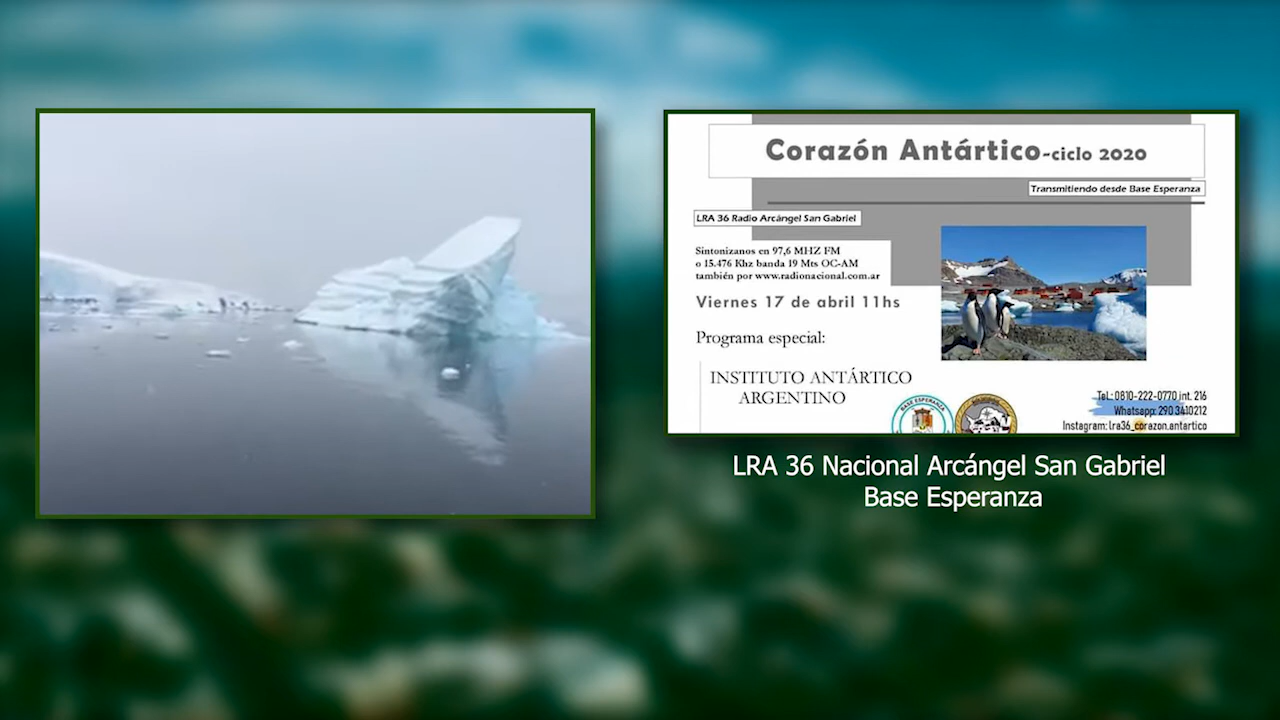 Corazón Antártico-ciclo 2020
Transmitiendo desde Base Esperanza
LRA 36 Radio Arcángel San Gabriel
Sintonizanos en 97,6 MHZ FM
o 15.476 Khz banda 19 Mts OC-AM
también por www.radionacional.com.ar
Viernes 17 de abril 11hs
Programa especial:
INSTITUTO ANTÁRTICO
ARGENTINO
BASE ESPERANZA
Tel.: 0810-222-0770 int. 216
Whatsapp: 290 3410212
Instagram: lra36_corazon.antartico
LRA 36 Nacional Arcángel San Gabriel
Base Esperanza